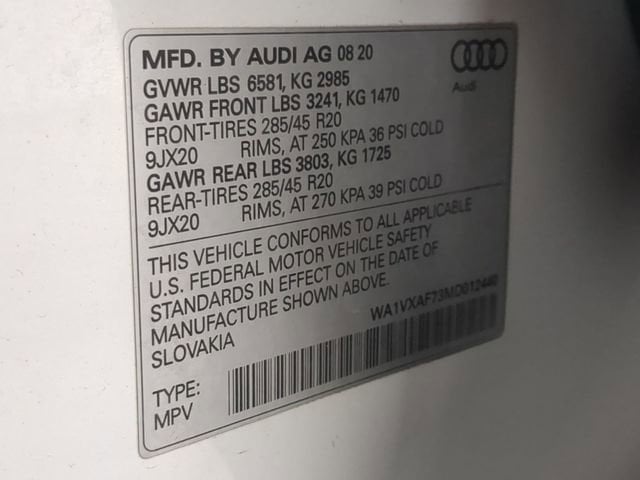 MFD. BY AUDI AG 08 20
GVWR LBS 6581, KG 2985
GAWR FRONT LBS 3241, KG 1470
FRONT-TIRES 285/45 R20
9JX20 RIMS, AT 250 KPA 36 PSI COLD
GAWR REAR LBS 3803, KG 1725
REAR-TIRES 285/45 R20
9JX20 RIMS, AT 270 KPA 39 PSI COLD
Audi
THIS VEHICLE CONFORMS TO ALL APPLICABLE
U.S. FEDERAL MOTOR VEHICLE SAFETY
STANDARDS IN EFFECT ON THE DATE OF
MANUFACTURE SHOWN ABOVE.
SLOVAKIA
WA1VXAF73MD012440
TYPE:
MPV